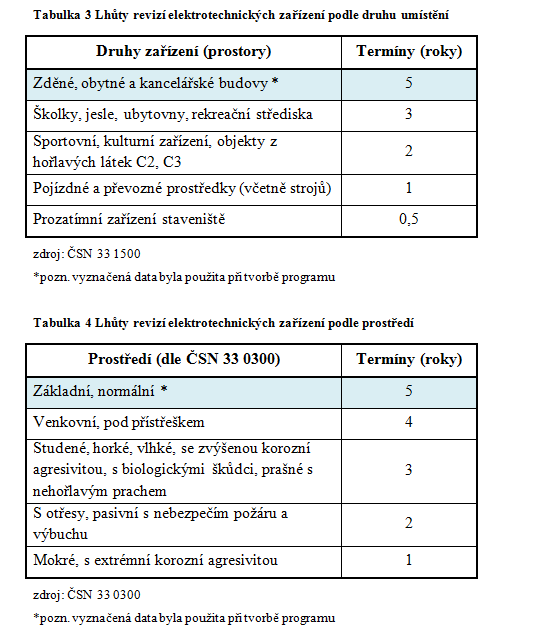 Tabulka 3 Lhůty revizí elektrotechnických zařízení podle druhu umístění
Druhy zařízení (prostory) Termíny (roky)
Zděné, obytné a kancelářské budovy * 5
Školky, jesle, ubytovny, rekreační střediska 3
Sportovní, kulturní zařízení, objekty z
hořlavých látek C2, C3 2
Pojízdné a převozné prostředky (včetně strojů) 1
Prozatímní zařízení staveniště 0,5
zdroj: ČSN 33 1500
*pozn. vyznačená data byla použita při tvorbě programu
Tabulka 4 Lhůty revizí elektrotechnických zařízení podle prostředí
Prostředí (dle ČSN 33 0300) Termíny (roky)
Základní, normální * 5
Venkovní, pod přístřeškem 4
Studené, horké, vlhké, se zvýšenou korozní
agresivitou, s biologickými škůdci, prašné s 3
nehořlavým prachem
S otřesy, pasivní s nebezpečím požáru a
výbuchu 2
Mokré, s extrémní korozní agresivitou 1
zdroj: ČSN 33 0300
*pozn. vyznačená data byla použita při tvorbě programu